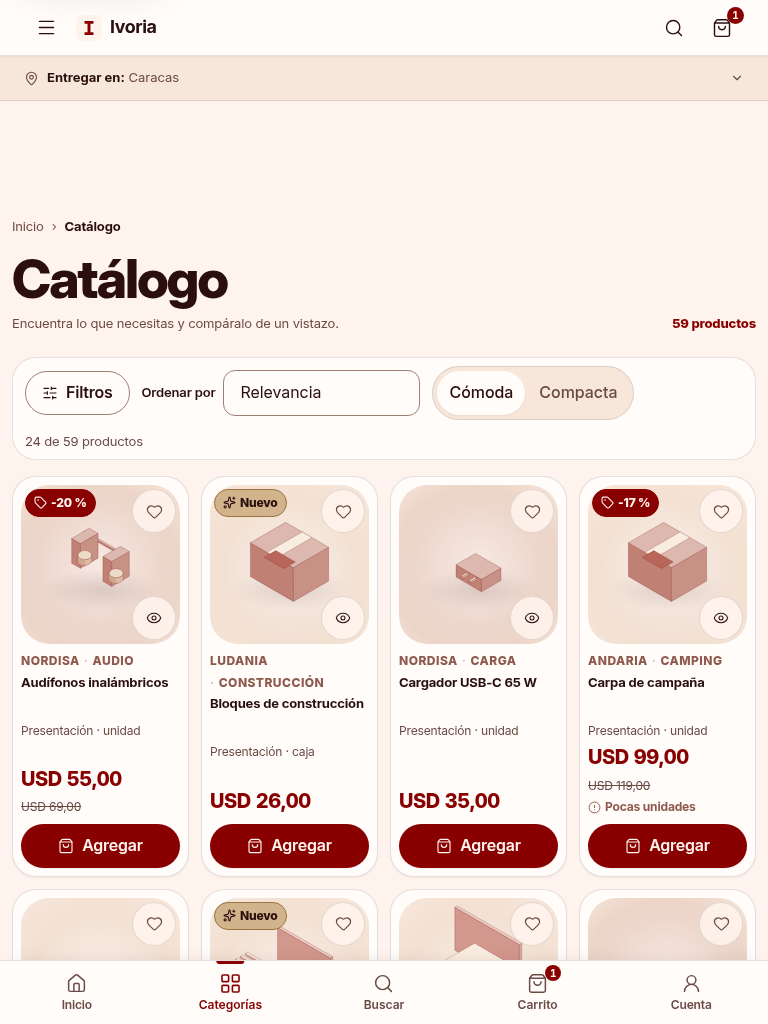 I Ivoria
1
Entregar en: Caracas
Inicio › Catálogo
Catálogo
Encuentra lo que necesitas y compáralo de un vistazo.
59 productos
Filtros
Ordenar por
Relevancia
Cómoda
Compacta
24 de 59 productos
-20 %
NORDISA · AUDIO
Audífonos inalámbricos
Presentación · unidad
USD 55,00
USD 69,00
Agregar
Nuevo
LUDANIA
· CONSTRUCCIÓN
Bloques de construcción
Presentación · caja
USD 26,00
Agregar
NORDISA · CARGA
Cargador USB-C 65 W
Presentación · unidad
USD 35,00
Agregar
-17 %
ANDARIA · CAMPING
Carpa de campaña
Presentación · unidad
USD 99,00
USD 119,00
Pocas unidades
Agregar
Nuevo
Inicio
Categorías
Buscar
1
Carrito
Cuenta